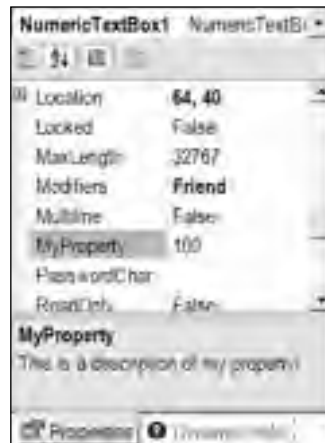 NumericTextBox1 NumericTextB
Location 64, 40
Locked False
MaxLength 32767
Modifiers Friend
Multiline False
MyProperty 100
PasswordChar
ReadOnly False
MyProperty
This is a description of my property!
Properties